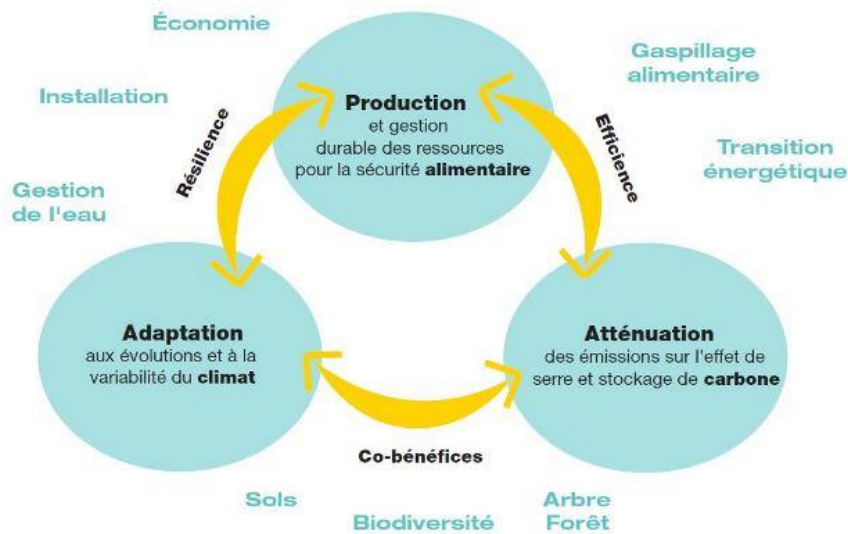 Économie
Gaspillage
alimentaire
Installation
Production
et gestion
durable des ressources
pour la sécurité alimentaire
Résilience
Efficience
Transition
énergétique
Gestion
de l'eau
Adaptation
aux évolutions et à la
variabilité du climat
Atténuation
des émissions sur l'effet de
serre et stockage de carbone
Co-bénéfices
Sols
Biodiversité
Arbre
Forêt